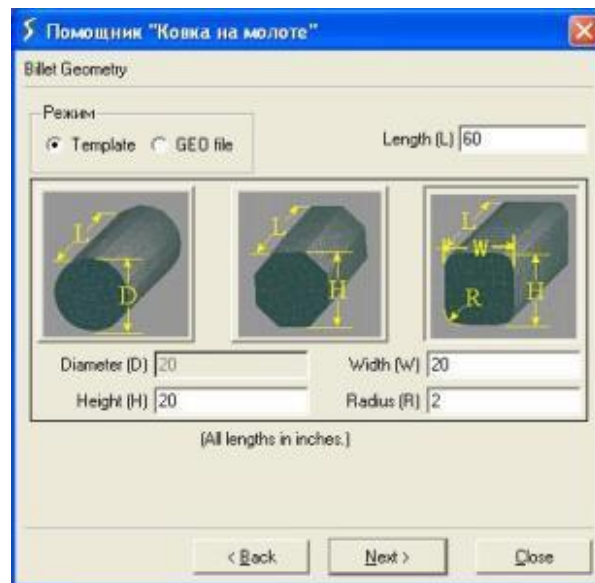 Помощник "Ковка на молоте"
Billet Geometry
Режим
Template GEO file
Length (L) 60
L D
L H
L W R H
Diameter (D) 20 Width (W) 20
Height (H) 20 Radius (R) 2
(All lengths in inches.)
< Back Next > Close